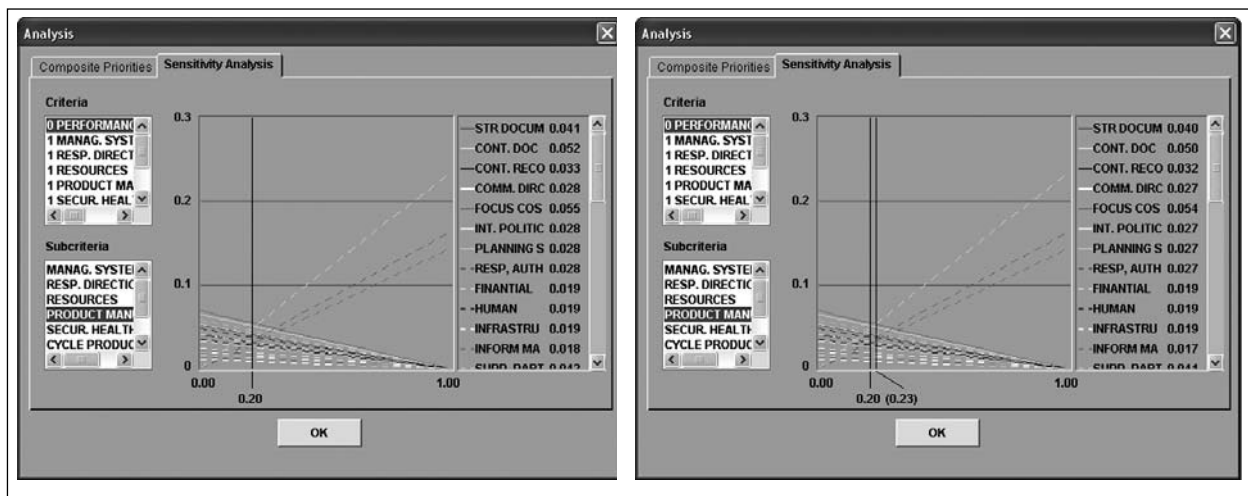 Analysis
Composite Priorities
Sensitivity Analysis
Criteria
0 PERFORMANC
1 MANAG. SYST
1 RESP. DIRECT
1 RESOURCES
1 PRODUCT MA
1 SECUR. HEAL
Subcriteria
MANAG. SYSTE
RESP. DIRECTIC
RESOURCES
PRODUCT MAN
SECUR. HEALTH
CYCLE PRODUC
0.3
0.2
0.1
0
0.00
1.00
0.20
STR DOCUM 0.041
CONT. DOC 0.052
CONT. RECO 0.033
COMM. DIRC 0.028
FOCUS COS 0.055
INT. POLITIC 0.028
PLANNING S 0.028
RESP, AUTH 0.028
FINANTIAL 0.019
HUMAN 0.019
INFRASTRU 0.019
INFORM MA 0.018
SUPP. PART 0.042
OK
Analysis
Composite Priorities
Sensitivity Analysis
Criteria
0 PERFORMANC
1 MANAG. SYST
1 RESP. DIRECT
1 RESOURCES
1 PRODUCT MA
1 SECUR. HEAL
Subcriteria
MANAG. SYSTE
RESP. DIRECTIC
RESOURCES
PRODUCT MAN
SECUR. HEALTH
CYCLE PRODUC
0.3
0.2
0.1
0
0.00
1.00
0.20 (0.23)
STR DOCUM 0.040
CONT. DOC 0.050
CONT. RECO 0.032
COMM. DIRC 0.027
FOCUS COS 0.054
INT. POLITIC 0.027
PLANNING S 0.027
RESP, AUTH 0.027
FINANTIAL 0.019
HUMAN 0.019
INFRASTRU 0.019
INFORM MA 0.017
SUPP. PART 0.041
OK